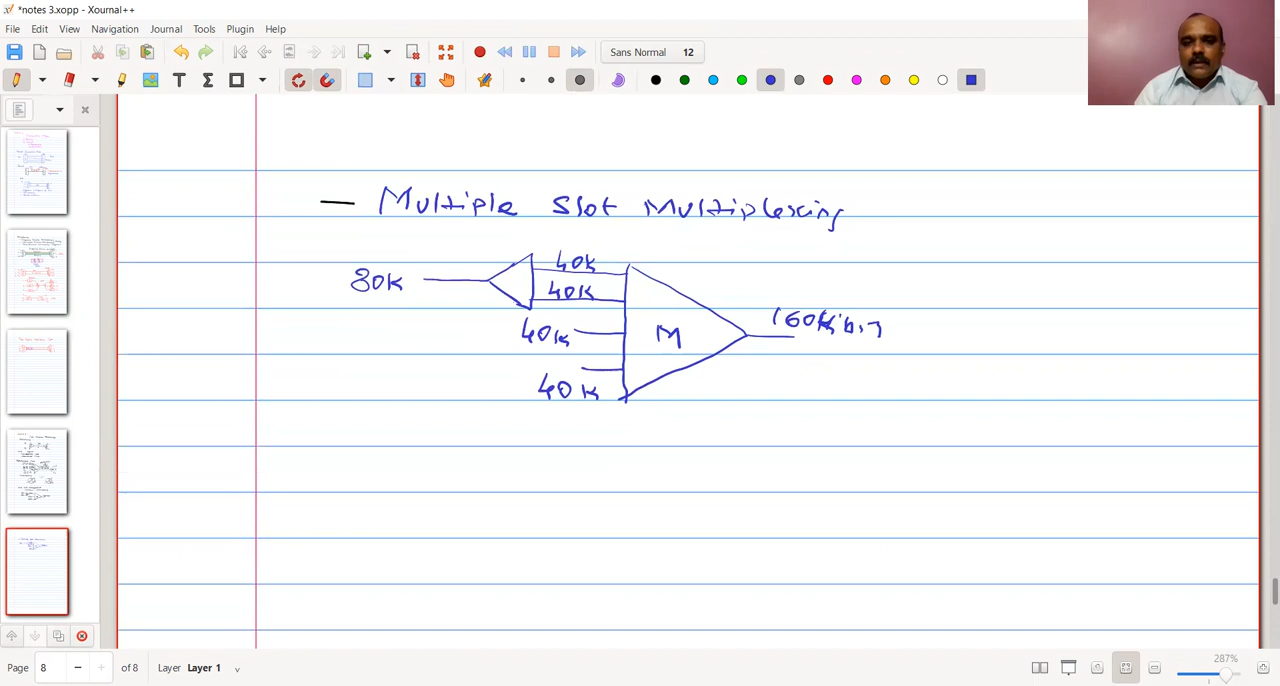 *notes 3.xopp - Xournal++
File Edit View Navigation Journal Tools Plugin Help
Sans Normal 12
— Multiple Slot Multiplexing
80K
40K
40K
40K
40K
M
160K
Page 8 of 8 Layer Layer 1
287%